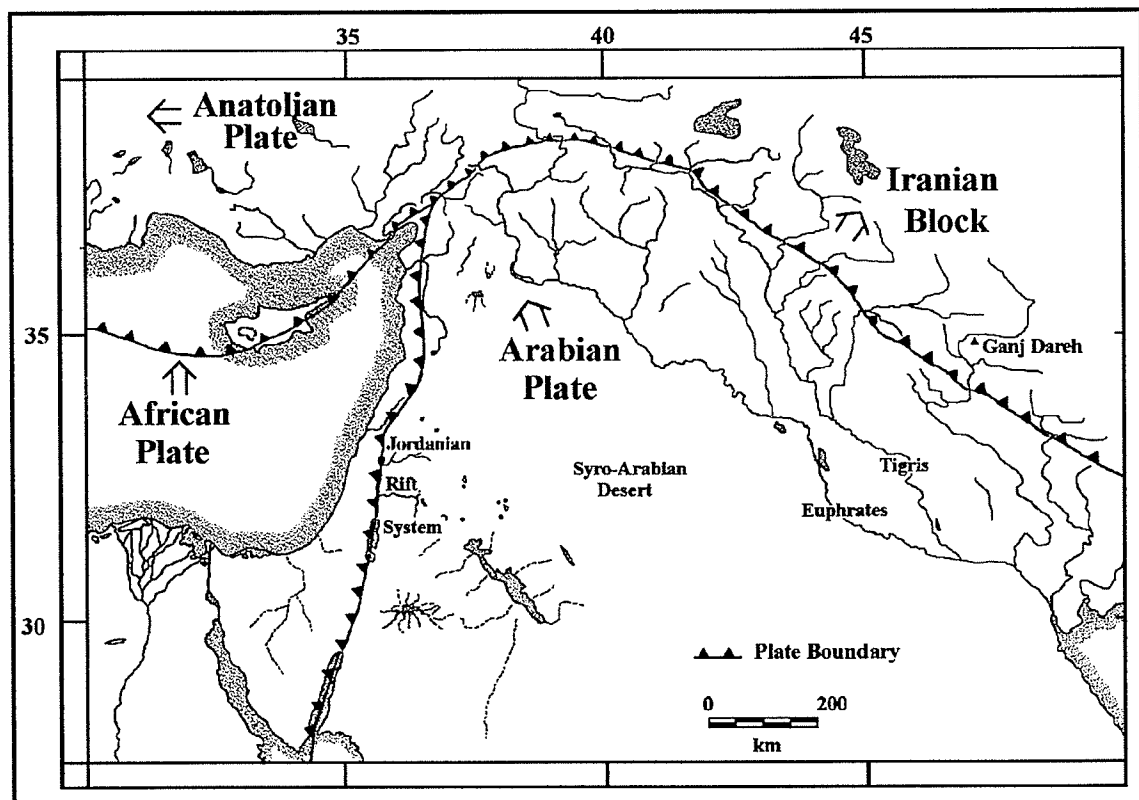 35
40
45
Anatolian
Plate
Iranian
Block
35
Arabian
Plate
Ganj Dareh
African
Plate
Jordanian
Rift
System
Syro-Arabian
Desert
Tigris
Euphrates
30
Plate Boundary
0 200
km